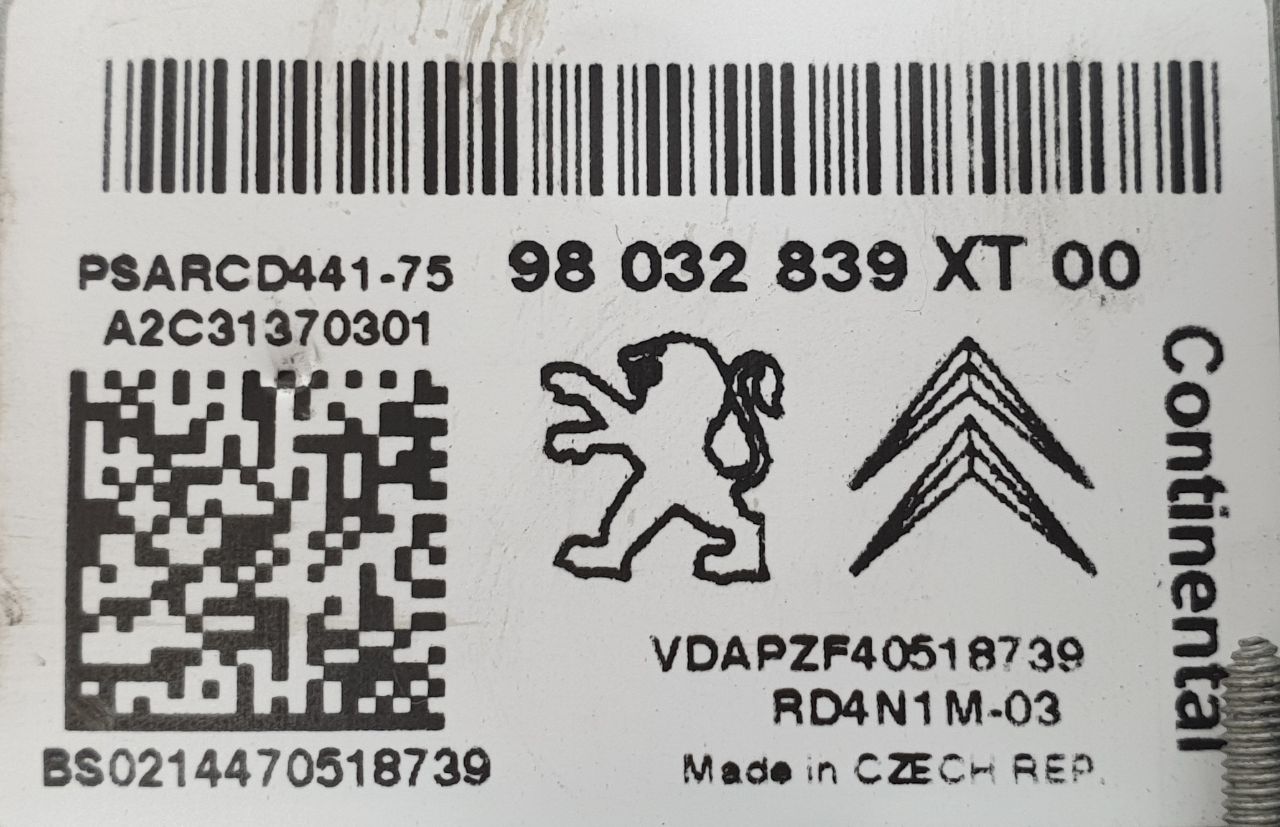 PSARCD441-75
98 032 839 XT 00
A2C31370301
Continental
VDAPZF40518739
RD4N1M-03
BS0214470518739
Made in CZECH REP.